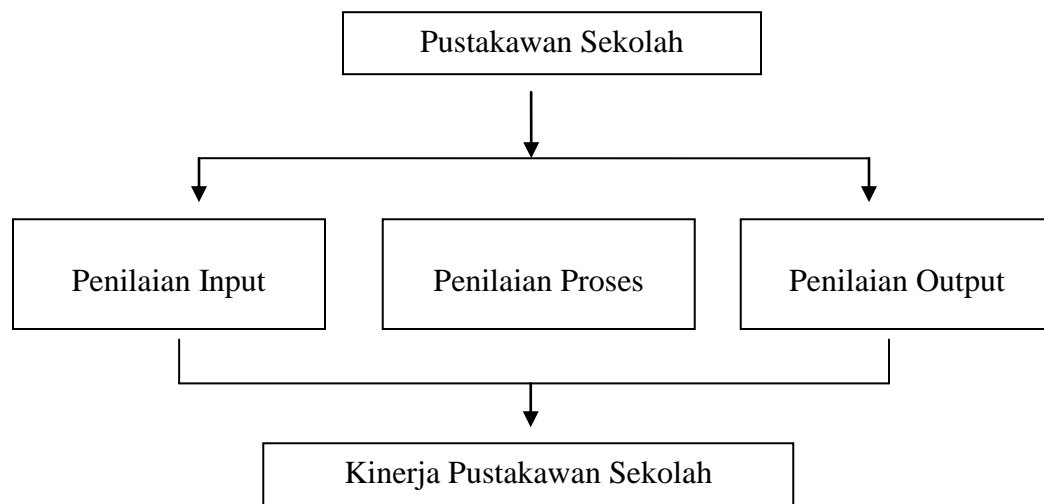 Pustakawan Sekolah
Penilaian Input
Penilaian Proses
Penilaian Output
Kinerja Pustakawan Sekolah